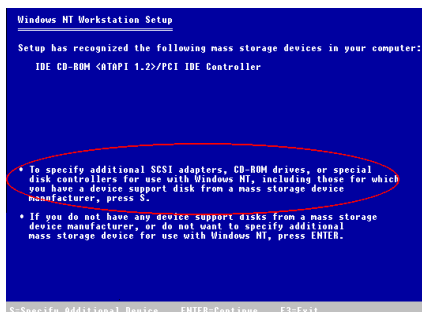 Windows NT Workstation Setup
Setup has recognized the following mass storage devices in your computer:
IDE CD-ROM <ATAPI 1.2>/PCI IDE Controller
• To specify additional SCSI adapters, CD-ROM drives, or special
disk controllers for use with Windows NT, including those for which
you have a device support disk from a mass storage device
manufacturer, press S.
• If you do not have any device support disks from a mass storage
device manufacturer, or do not want to specify additional
mass storage device for use with Windows NT, press ENTER.
S=Specify Additional Device ENTER=Continue F3=Exit